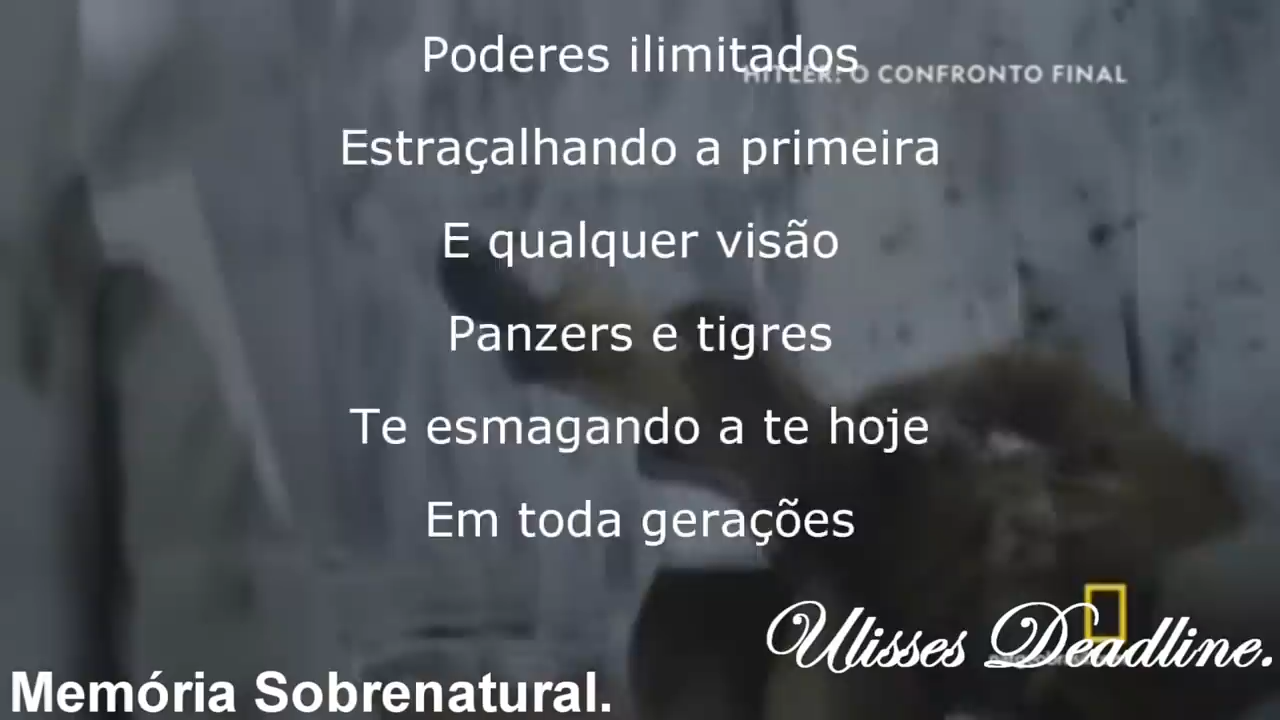 Poderes ilimitados
HITLER: O CONFRONTO FINAL
Estraçalhando a primeira
E qualquer visão
Panzers e tigres
Te esmagando a te hoje
Em toda gerações
Ulisses Deadline.
Memória Sobrenatural.